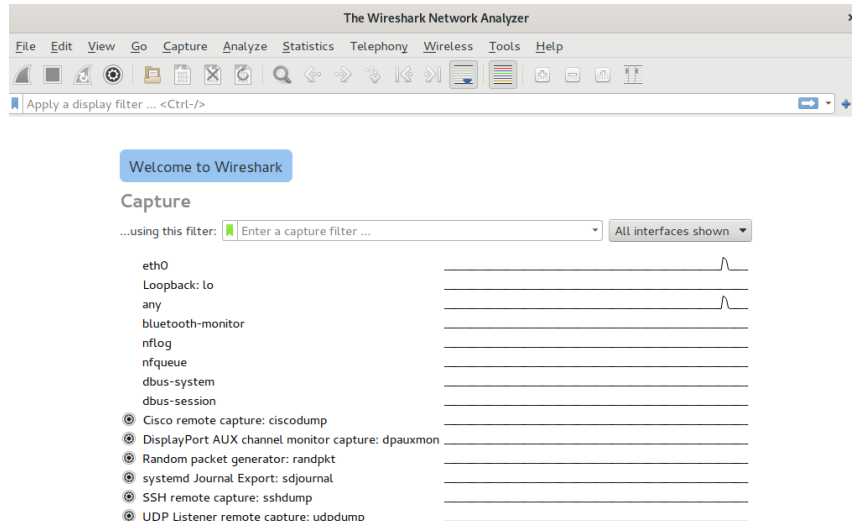 The Wireshark Network Analyzer
File Edit View Go Capture Analyze Statistics Telephony Wireless Tools Help
Apply a display filter ... <Ctrl-/>
Welcome to Wireshark
Capture
...using this filter: Enter a capture filter ... All interfaces shown
eth0
Loopback: lo
any
bluetooth-monitor
nflog
nfqueue
dbus-system
dbus-session
Cisco remote capture: ciscodump
DisplayPort AUX channel monitor capture: dpauxmon
Random packet generator: randpkt
systemd Journal Export: sdjournal
SSH remote capture: sshdump
UDP Listener remote capture: udpdump